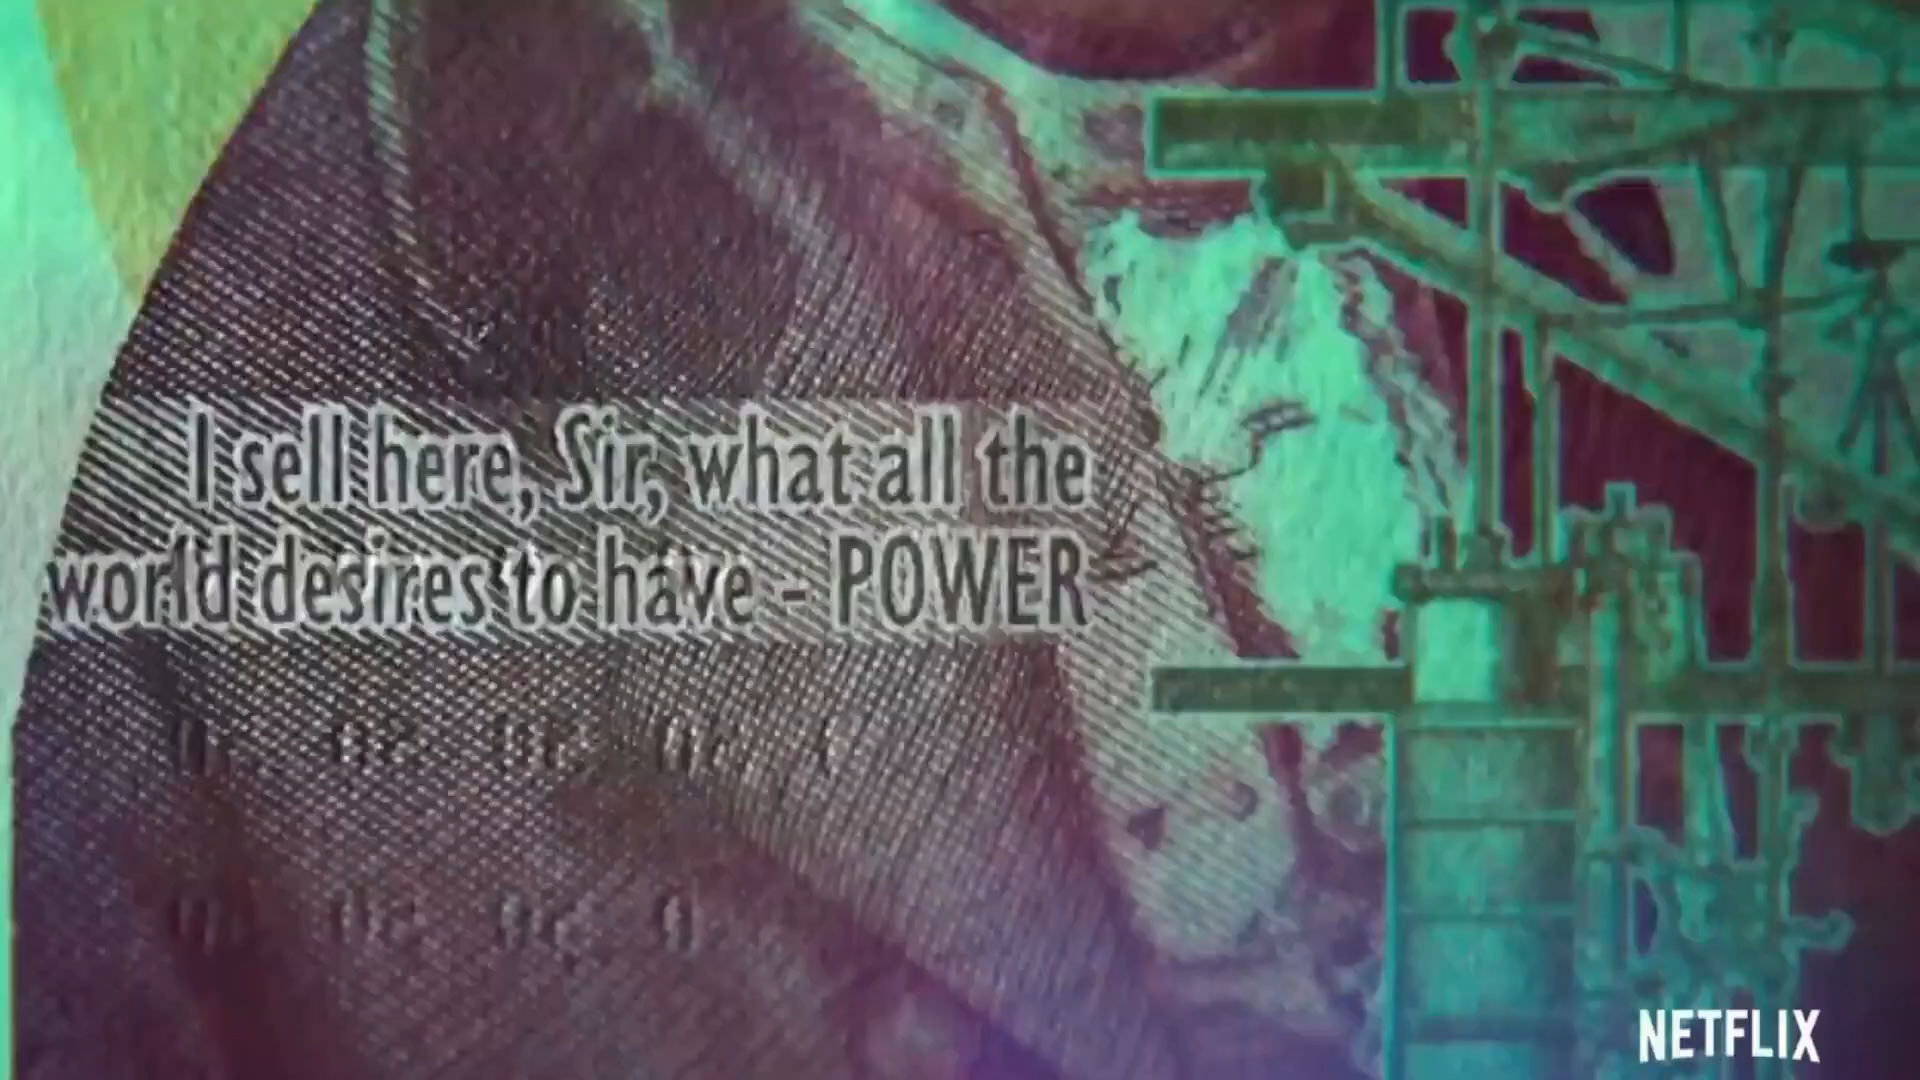 I sell here, Sir, what all the
world desires to have - POWER
NETFLIX